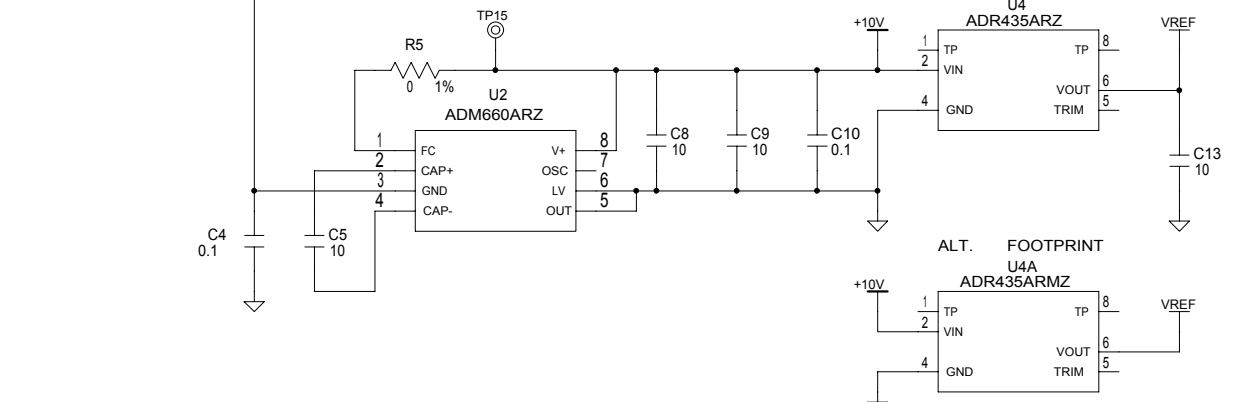 U4
ADR435ARZ
+10V
VREF
TP15
1 TP TP 8
2 VIN
VOUT 6
4 GND TRIM 5
R5
0 1%
U2
ADM660ARZ
1 FC V+ 8
2 CAP+ OSC 7
3 GND LV 6
4 CAP- OUT 5
C8
10
C9
10
C10
0.1
C13
10
C4
0.1
C5
10
ALT. FOOTPRINT
U4A
ADR435ARMZ
+10V
VREF
1 TP TP 8
2 VIN
VOUT 6
4 GND TRIM 5